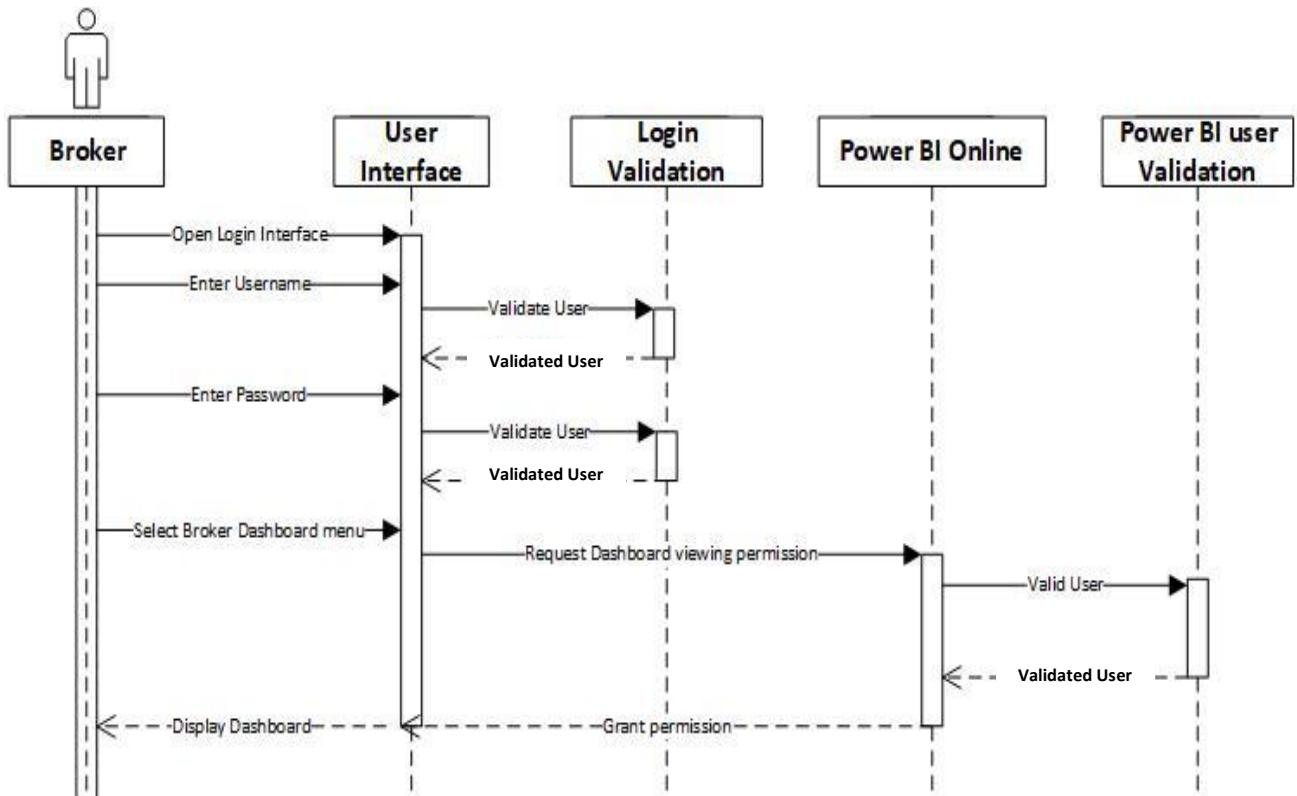 Broker
User
Interface
Login
Validation
Power BI Online
Power BI user
Validation
Open Login Interface
Enter Username
Validate User
Validated User
Enter Password
Validate User
Validated User
Select Broker Dashboard menu
Request Dashboard viewing permission
Valid User
Validated User
Display Dashboard
Grant permission